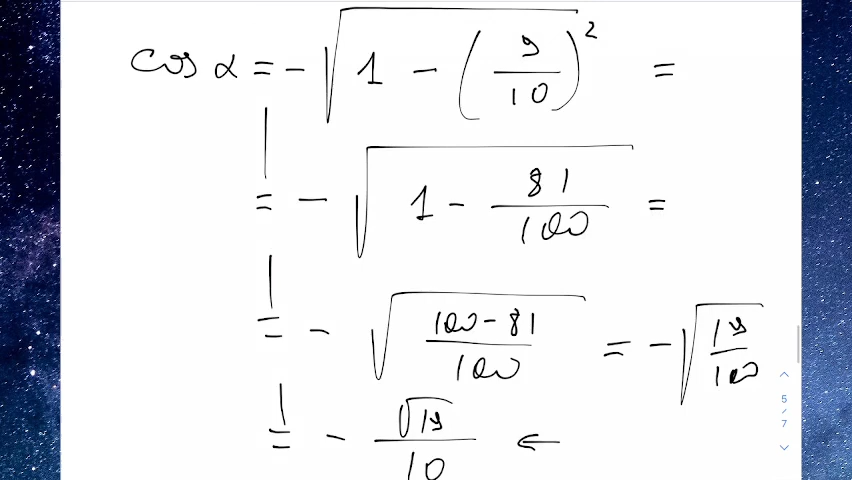 cos α = - √(1 - (9/10)²) =
= - √(1 - 81/100) =
= - √((100-81)/100) = - √(19/100)
= - √19/10 ←
5
/
7